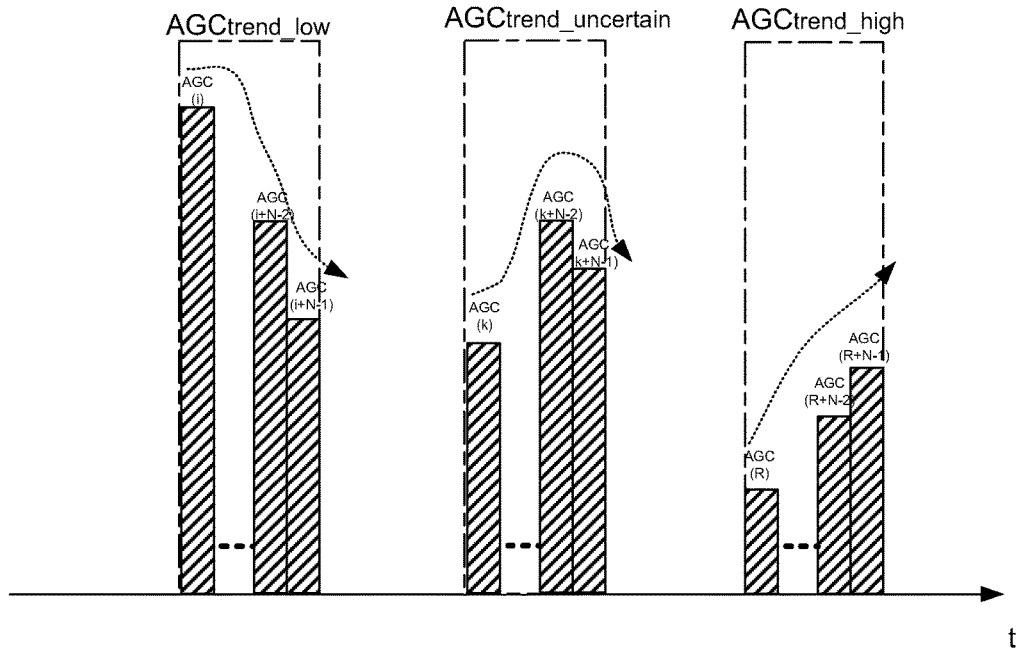 AGCtrend_low
AGC
(i)
AGC
(i+N-2)
AGC
(i+N-1)
AGCtrend_uncertain
AGC
(k)
AGC
(k+N-2)
AGC
k+N-1)
AGCtrend_high
AGC
(R)
AGC
(R+N-2)
AGC
(R+N-1)
t